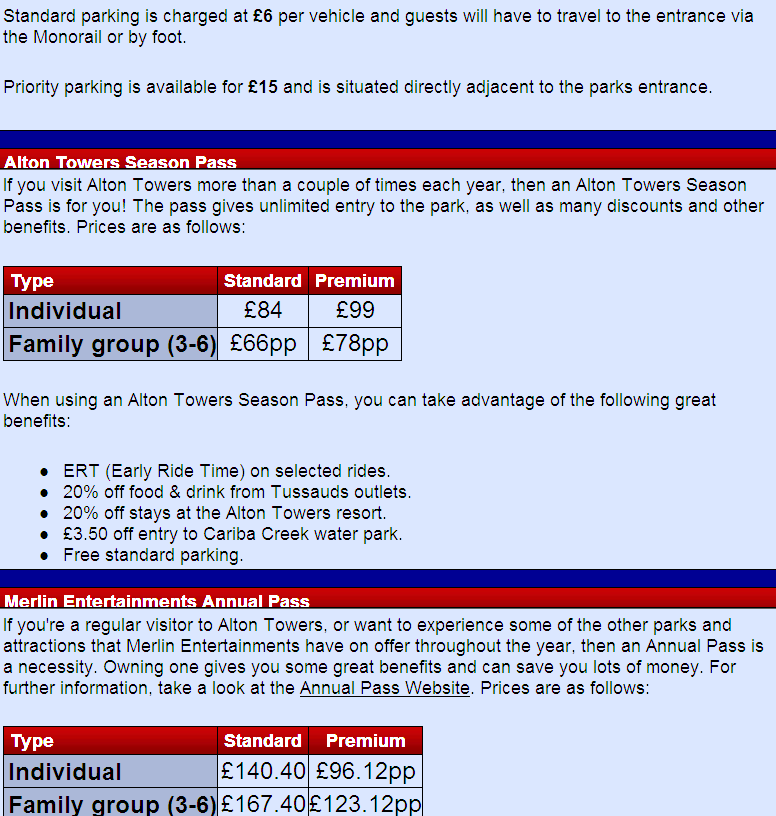 Standard parking is charged at £6 per vehicle and guests will have to travel to the entrance via
the Monorail or by foot.
Priority parking is available for £15 and is situated directly adjacent to the parks entrance.
Alton Towers Season Pass
If you visit Alton Towers more than a couple of times each year, then an Alton Towers Season
Pass is for you! The pass gives unlimited entry to the park, as well as many discounts and other
benefits. Prices are as follows:
Type Standard Premium
Individual £84 £99
Family group (3-6) £66pp £78pp
When using an Alton Towers Season Pass, you can take advantage of the following great
benefits:
● ERT (Early Ride Time) on selected rides.
● 20% off food & drink from Tussauds outlets.
● 20% off stays at the Alton Towers resort.
● £3.50 off entry to Cariba Creek water park.
● Free standard parking.
Merlin Entertainments Annual Pass
If you're a regular visitor to Alton Towers, or want to experience some of the other parks and
attractions that Merlin Entertainments have on offer throughout the year, then an Annual Pass is
a necessity. Owning one gives you some great benefits and can save you lots of money. For
further information, take a look at the Annual Pass Website. Prices are as follows:
Type Standard Premium
Individual £140.40 £96.12pp
Family group (3-6) £167.40 £123.12pp